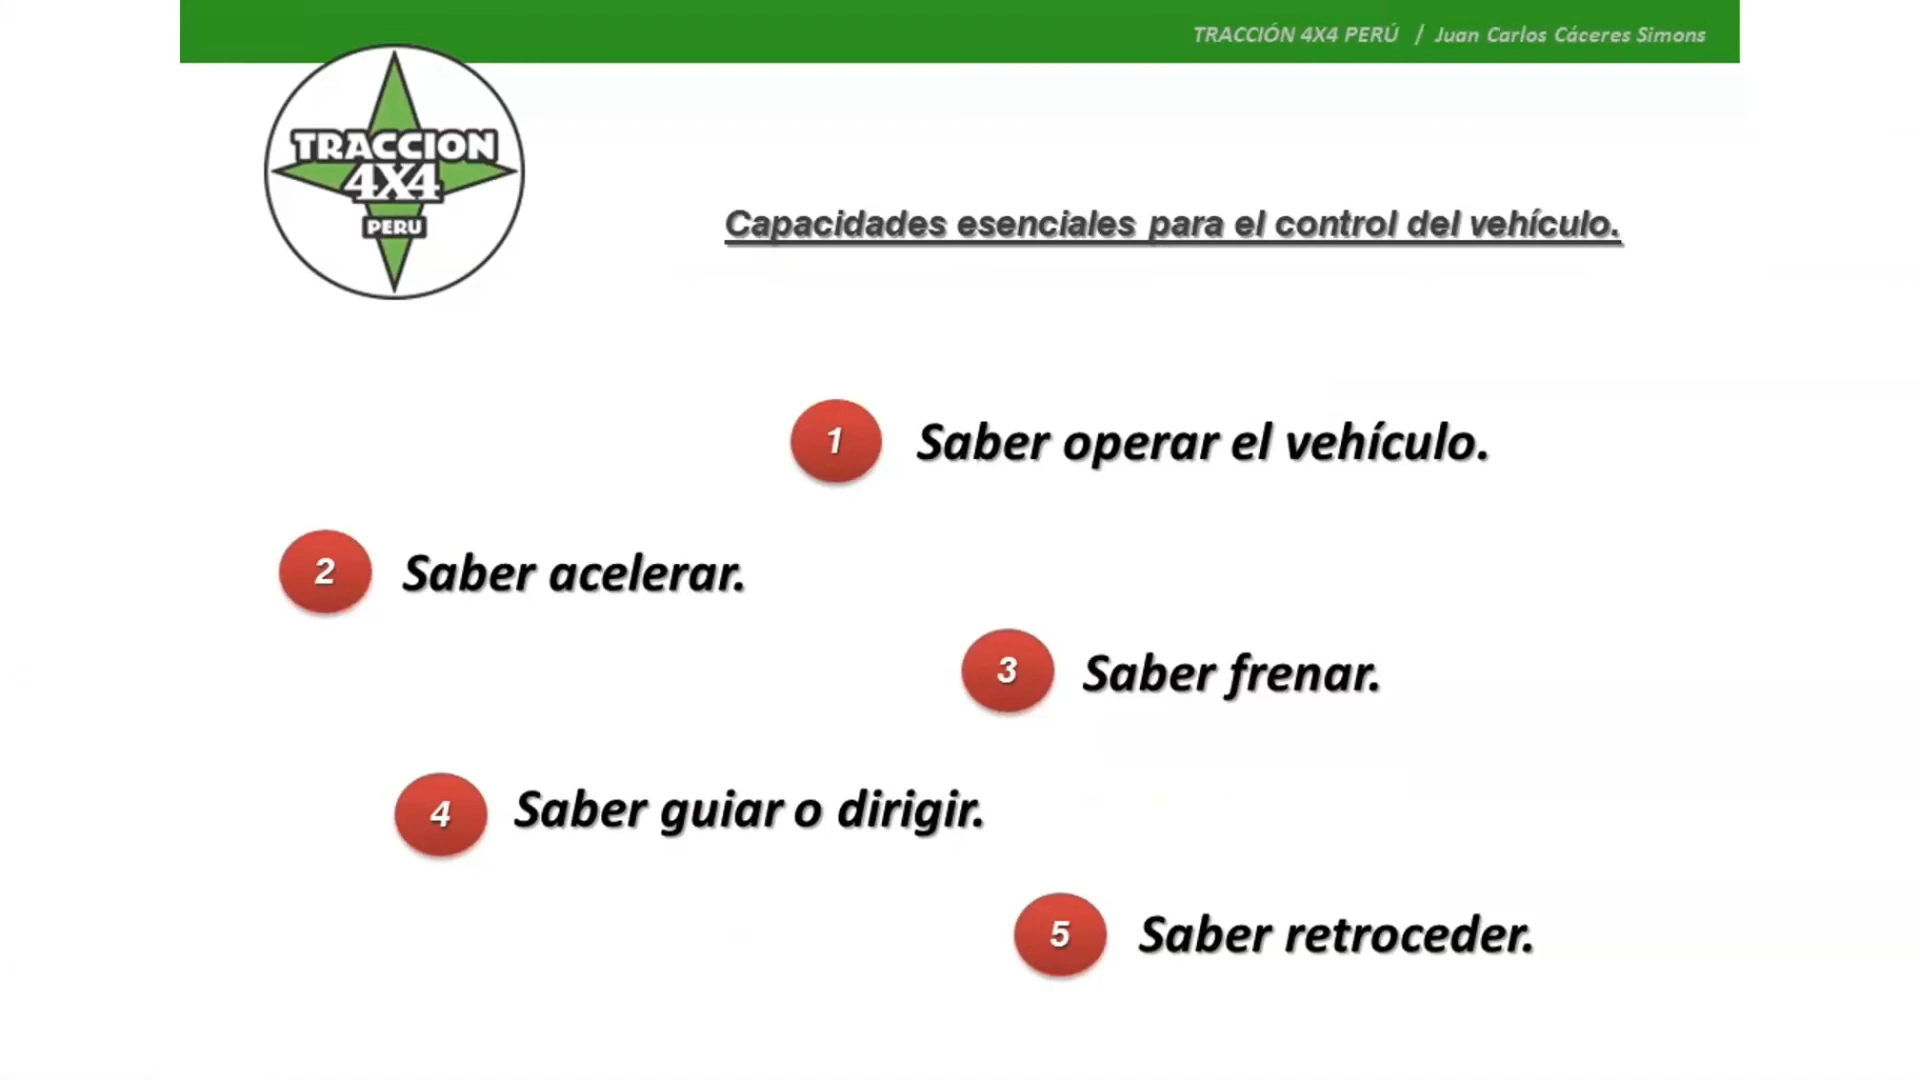 TRACCIÓN 4X4 PERÚ / Juan Carlos Cáceres Simons
TRACCION
4X4
PERU
Capacidades esenciales para el control del vehículo.
1 Saber operar el vehículo.
2 Saber acelerar.
3 Saber frenar.
4 Saber guiar o dirigir.
5 Saber retroceder.